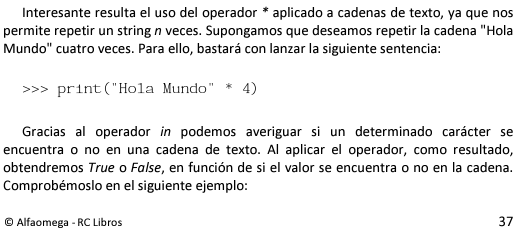 Interesante resulta el uso del operador * aplicado a cadenas de texto, ya que nos
permite repetir un string n veces. Supongamos que deseamos repetir la cadena "Hola
Mundo" cuatro veces. Para ello, bastará con lanzar la siguiente sentencia:
>>> print("Ho1a Mundo" * 4)
Gracias al operador in podemos averiguar si un determinado carácter se
encuentra o no en una cadena de texto. Al aplicar el operador, como resultado,
obtendremos True o False, en función de si el valor se encuentra o no en la cadena.
Comprobémoslo en el siguiente ejemplo:
© Alfaomega - RC Libros 37